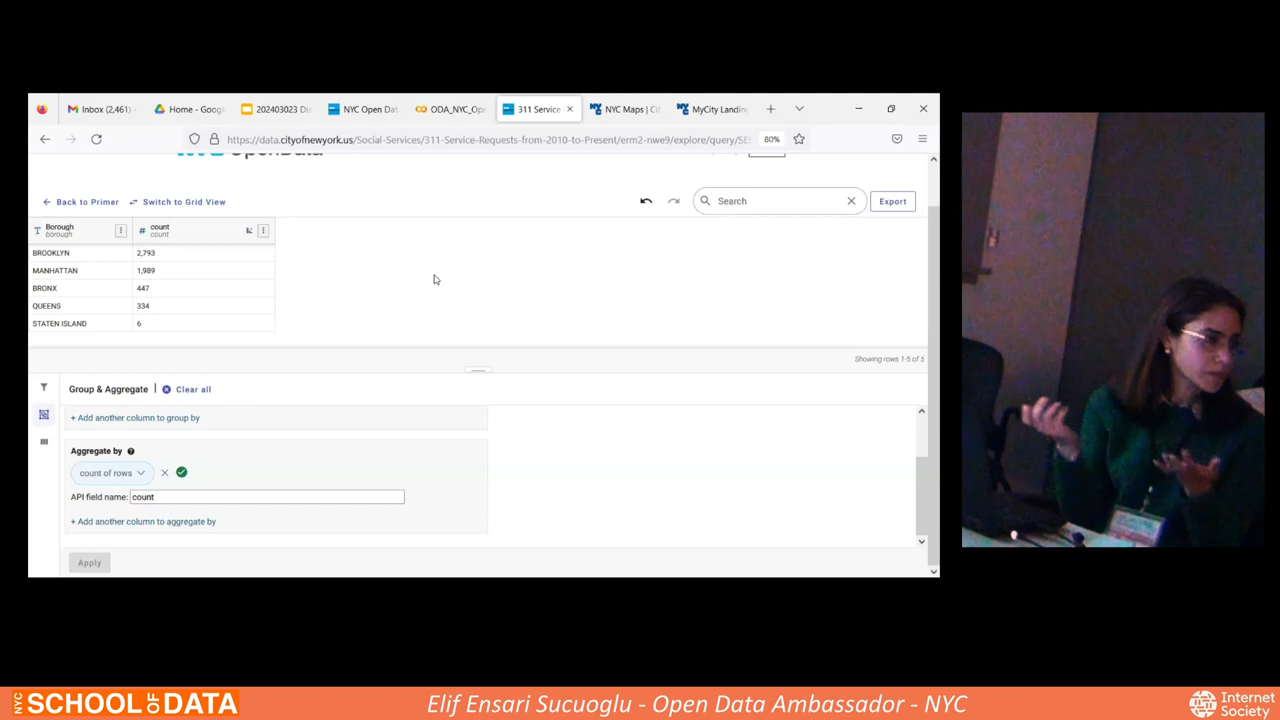 Inbox (2,461)
Home - Goog
202403023 Di
NYC Open Dat
ODA_NYC_Ope
311 Service
NYC Maps | Cit
MyCity Landin
https://data.cityofnewyork.us/Social-Services/311-Service-Requests-from-2010-to-Present/erm2-nwe9/explore/query/SE
80%
Back to Primer
Switch to Grid View
Search
Export
Borough
borough
count
count
BROOKLYN 2,793
MANHATTAN 1,989
BRONX 447
QUEENS 334
STATEN ISLAND 6
Showing rows 1-5 of 5
Group & Aggregate
Clear all
+ Add another column to group by
Aggregate by
count of rows
API field name: count
+ Add another column to aggregate by
Apply
NYC SCHOOL OF DATA
Elif Ensari Sucuoglu - Open Data Ambassador - NYC
Internet
Society